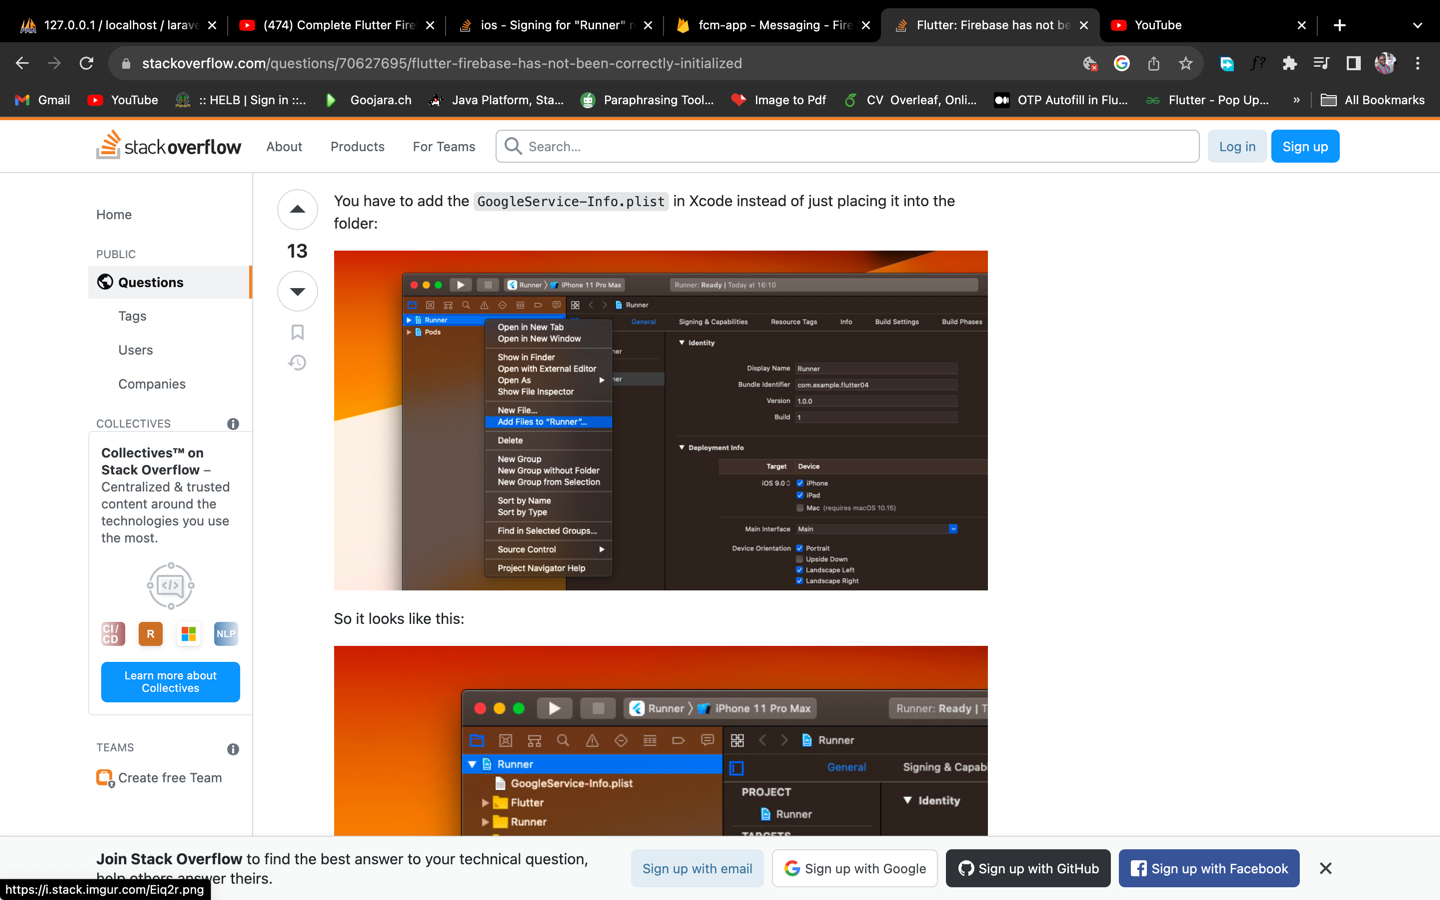 127.0.0.1 / localhost / larave
(474) Complete Flutter Fire
ios - Signing for "Runner" r
fcm-app - Messaging - Fire
Flutter: Firebase has not be
YouTube
stackoverflow.com/questions/70627695/flutter-firebase-has-not-been-correctly-initialized
f?
Gmail
YouTube
:: HELB | Sign in ::..
Goojara.ch
Java Platform, Sta...
Paraphrasing Tool...
Image to Pdf
CV Overleaf, Onli...
OTP Autofill in Flu...
Flutter - Pop Up...
»
All Bookmarks
stackoverflow
About
Products
For Teams
Search...
Log in
Sign up
Home
PUBLIC
Questions
Tags
Users
Companies
COLLECTIVES
Collectives™ on
Stack Overflow –
Centralized & trusted
content around the
technologies you use
the most.
CI/
CD
R
NLP
Learn more about
Collectives
TEAMS
Create free Team
13
You have to add the GoogleService-Info.plist in Xcode instead of just placing it into the
folder:
Runner
iPhone 11 Pro Max
Runner: Ready | Today at 16:10
Runner
Runner
Pods
General
Signing & Capabilities
Resource Tags
Info
Build Settings
Build Phases
Open in New Tab
Open in New Window
Show in Finder
Open with External Editor
Open As
Show File Inspector
New File...
Add Files to "Runner"...
Delete
New Group
New Group without Folder
New Group from Selection
Sort by Name
Sort by Type
Find in Selected Groups...
Source Control
Project Navigator Help
ner
ner
Identity
Display Name Runner
Bundle Identifier com.example.flutter04
Version 1.0.0
Build 1
Deployment Info
Target Device
iOS 9.0 iPhone
iPad
Mac (requires macOS 10.15)
Main Interface Main
Device Orientation Portrait
Upside Down
Landscape Left
Landscape Right
So it looks like this:
Runner
iPhone 11 Pro Max
Runner: Ready | T
Runner
Runner
GoogleService-Info.plist
Flutter
Runner
General
Signing & Capabi
PROJECT
Runner
TARGETS
Identity
Join Stack Overflow to find the best answer to your technical question,
help others answer theirs.
Sign up with email
Sign up with Google
Sign up with GitHub
Sign up with Facebook
https://i.stack.imgur.com/Eiq2r.png